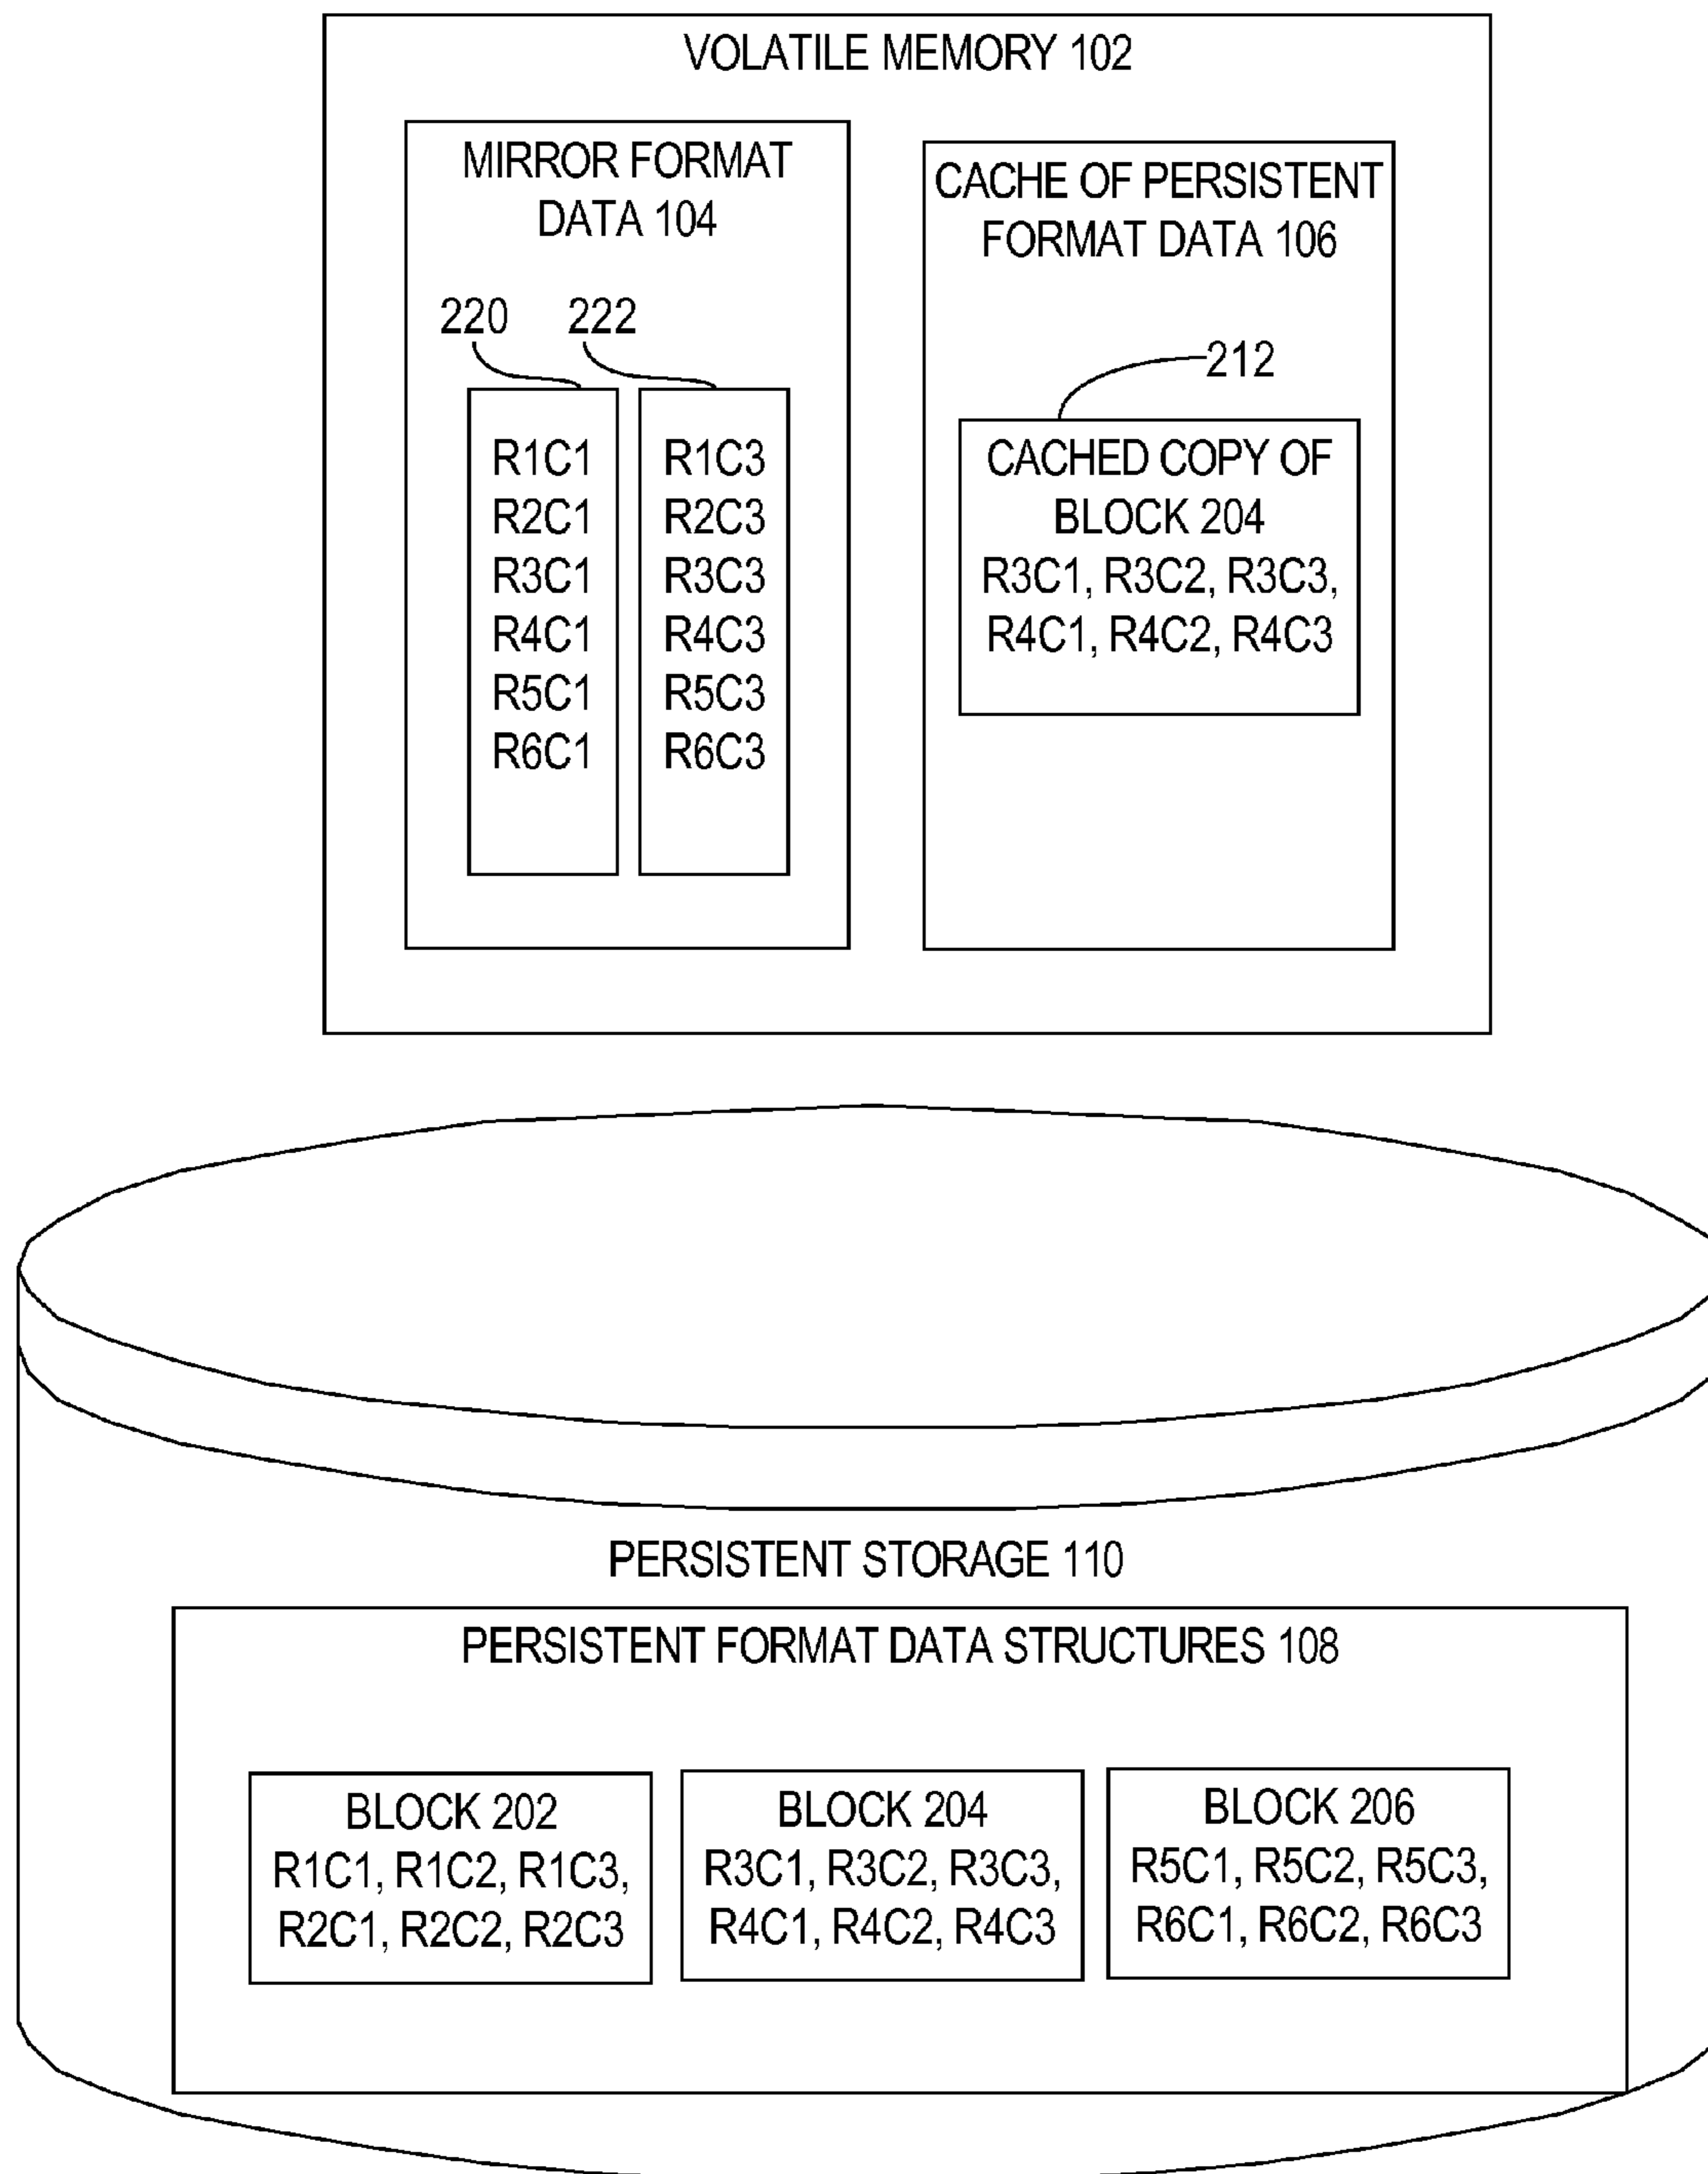 VOLATILE MEMORY 102
MIRROR FORMAT
DATA 104
220
222
R1C1
R2C1
R3C1
R4C1
R5C1
R6C1
R1C3
R2C3
R3C3
R4C3
R5C3
R6C3
CACHE OF PERSISTENT
FORMAT DATA 106
212
CACHED COPY OF
BLOCK 204
R3C1, R3C2, R3C3,
R4C1, R4C2, R4C3
PERSISTENT STORAGE 110
PERSISTENT FORMAT DATA STRUCTURES 108
BLOCK 202
R1C1, R1C2, R1C3,
R2C1, R2C2, R2C3
BLOCK 204
R3C1, R3C2, R3C3,
R4C1, R4C2, R4C3
BLOCK 206
R5C1, R5C2, R5C3,
R6C1, R6C2, R6C3